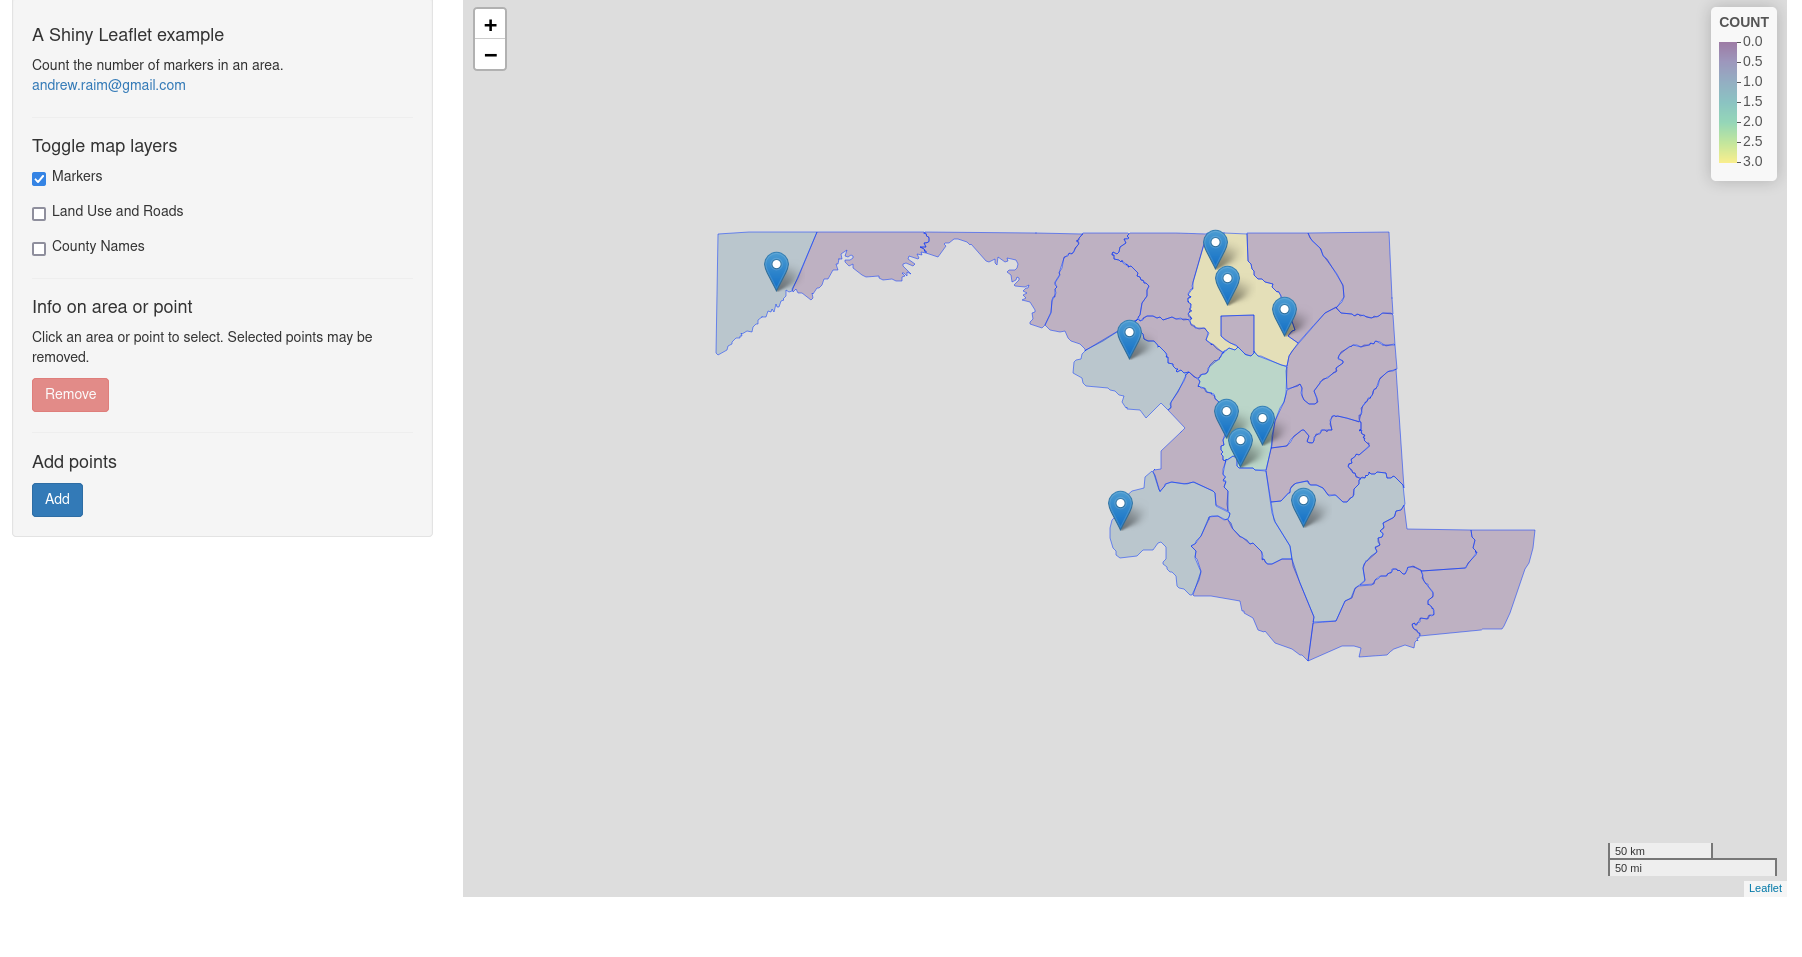 A Shiny Leaflet example
Count the number of markers in an area.
andrew.raim@gmail.com
Toggle map layers
Markers
Land Use and Roads
County Names
Info on area or point
Click an area or point to select. Selected points may be
removed.
Remove
Add points
Add
+
−
COUNT
0.0
0.5
1.0
1.5
2.0
2.5
3.0
50 km
50 mi
Leaflet